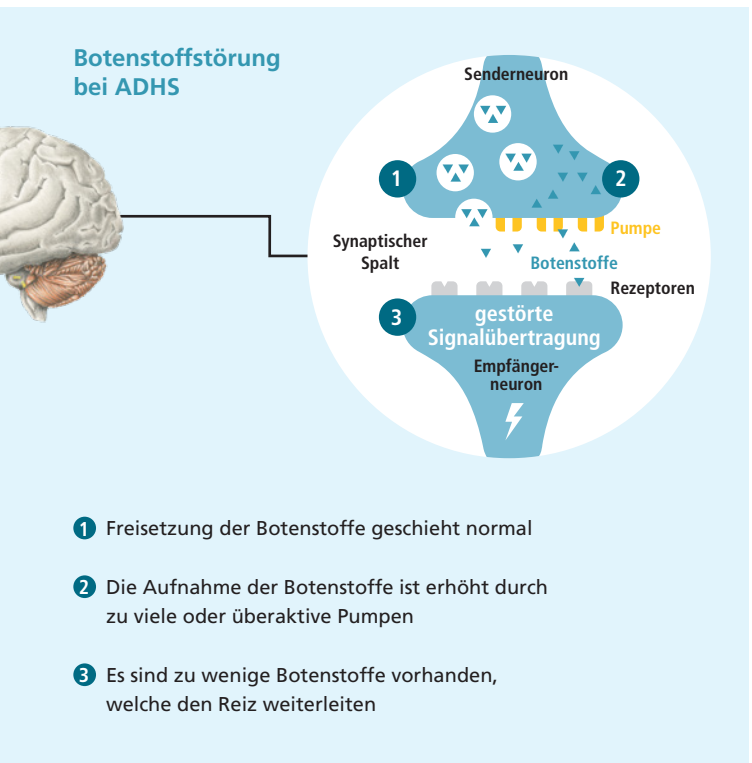 Botenstoffstörung
bei ADHS
Senderneuron
1
2
Pumpe
Synaptischer
Spalt
Botenstoffe
Rezeptoren
3
gestörte
Signalübertragung
Empfänger-
neuron
1 Freisetzung der Botenstoffe geschieht normal
2 Die Aufnahme der Botenstoffe ist erhöht durch
zu viele oder überaktive Pumpen
3 Es sind zu wenige Botenstoffe vorhanden,
welche den Reiz weiterleiten